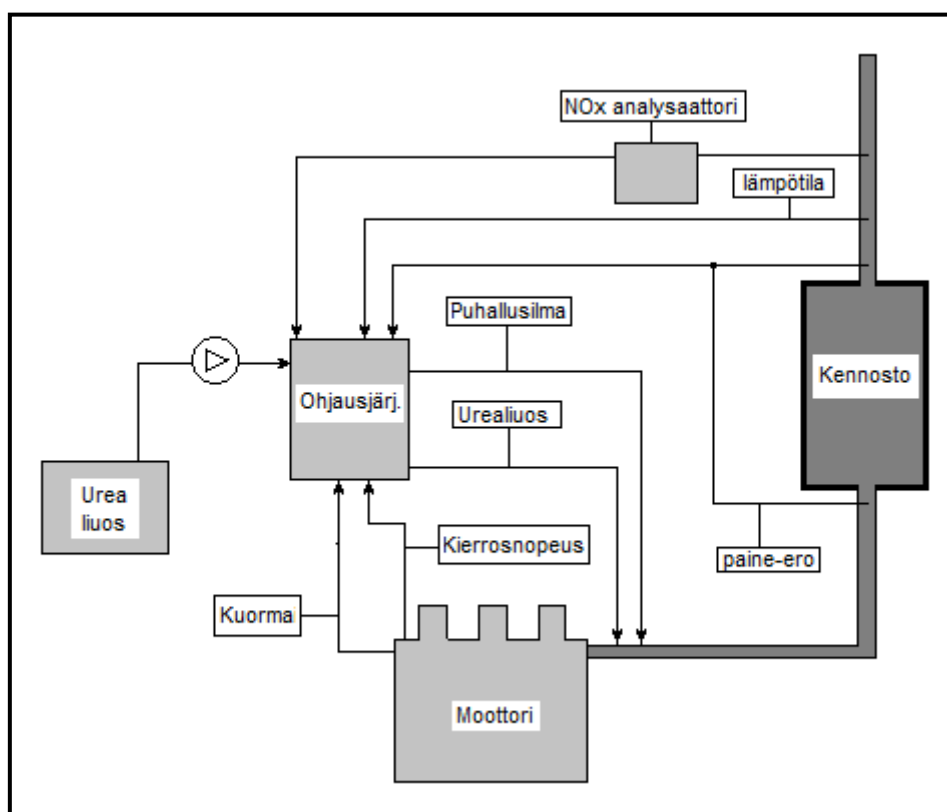 NOx analysaattori
lämpötila
Puhallusilma
Kennosto
Ohjausjärj.
Urealiuos
Urea
liuos
Kierrosnopeus
paine-ero
Kuorma
Moottori